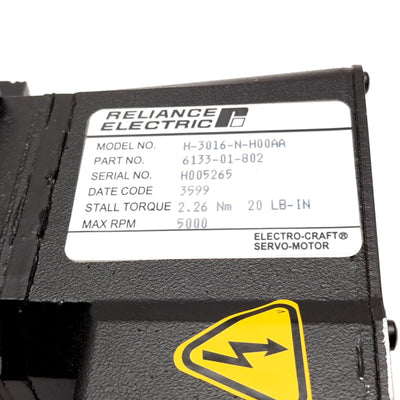 RELIANCE
ELECTRIC
MODEL NO. H-3016-N-H00AA
PART NO. 6133-01-802
SERIAL NO. H005265
DATE CODE 3599
STALL TORQUE 2.26 Nm 20 LB-IN
MAX RPM 5000
ELECTRO-CRAFT®
SERVO-MOTOR